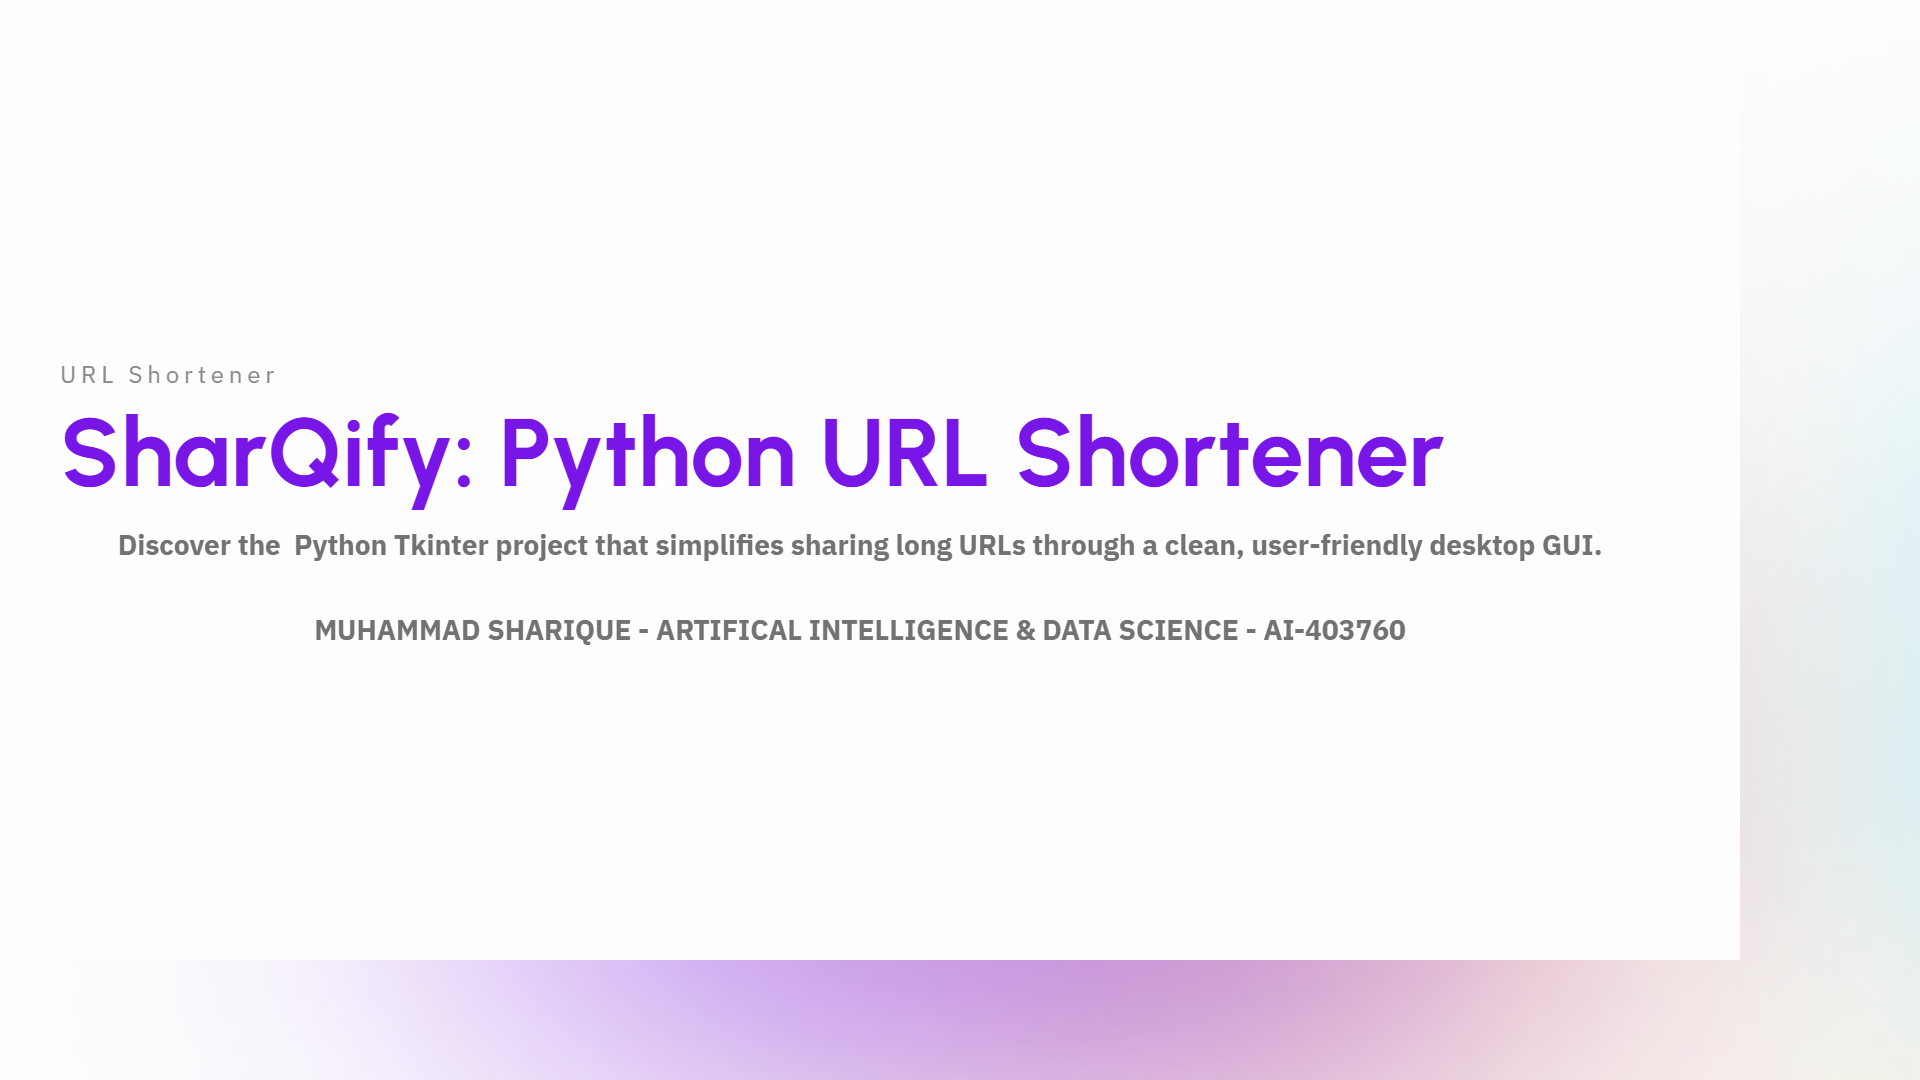 URL Shortener
SharQify: Python URL Shortener
Discover the  Python Tkinter project that simplifies sharing long URLs through a clean, user-friendly desktop GUI.
MUHAMMAD SHARIQUE - ARTIFICAL INTELLIGENCE & DATA SCIENCE - AI-403760